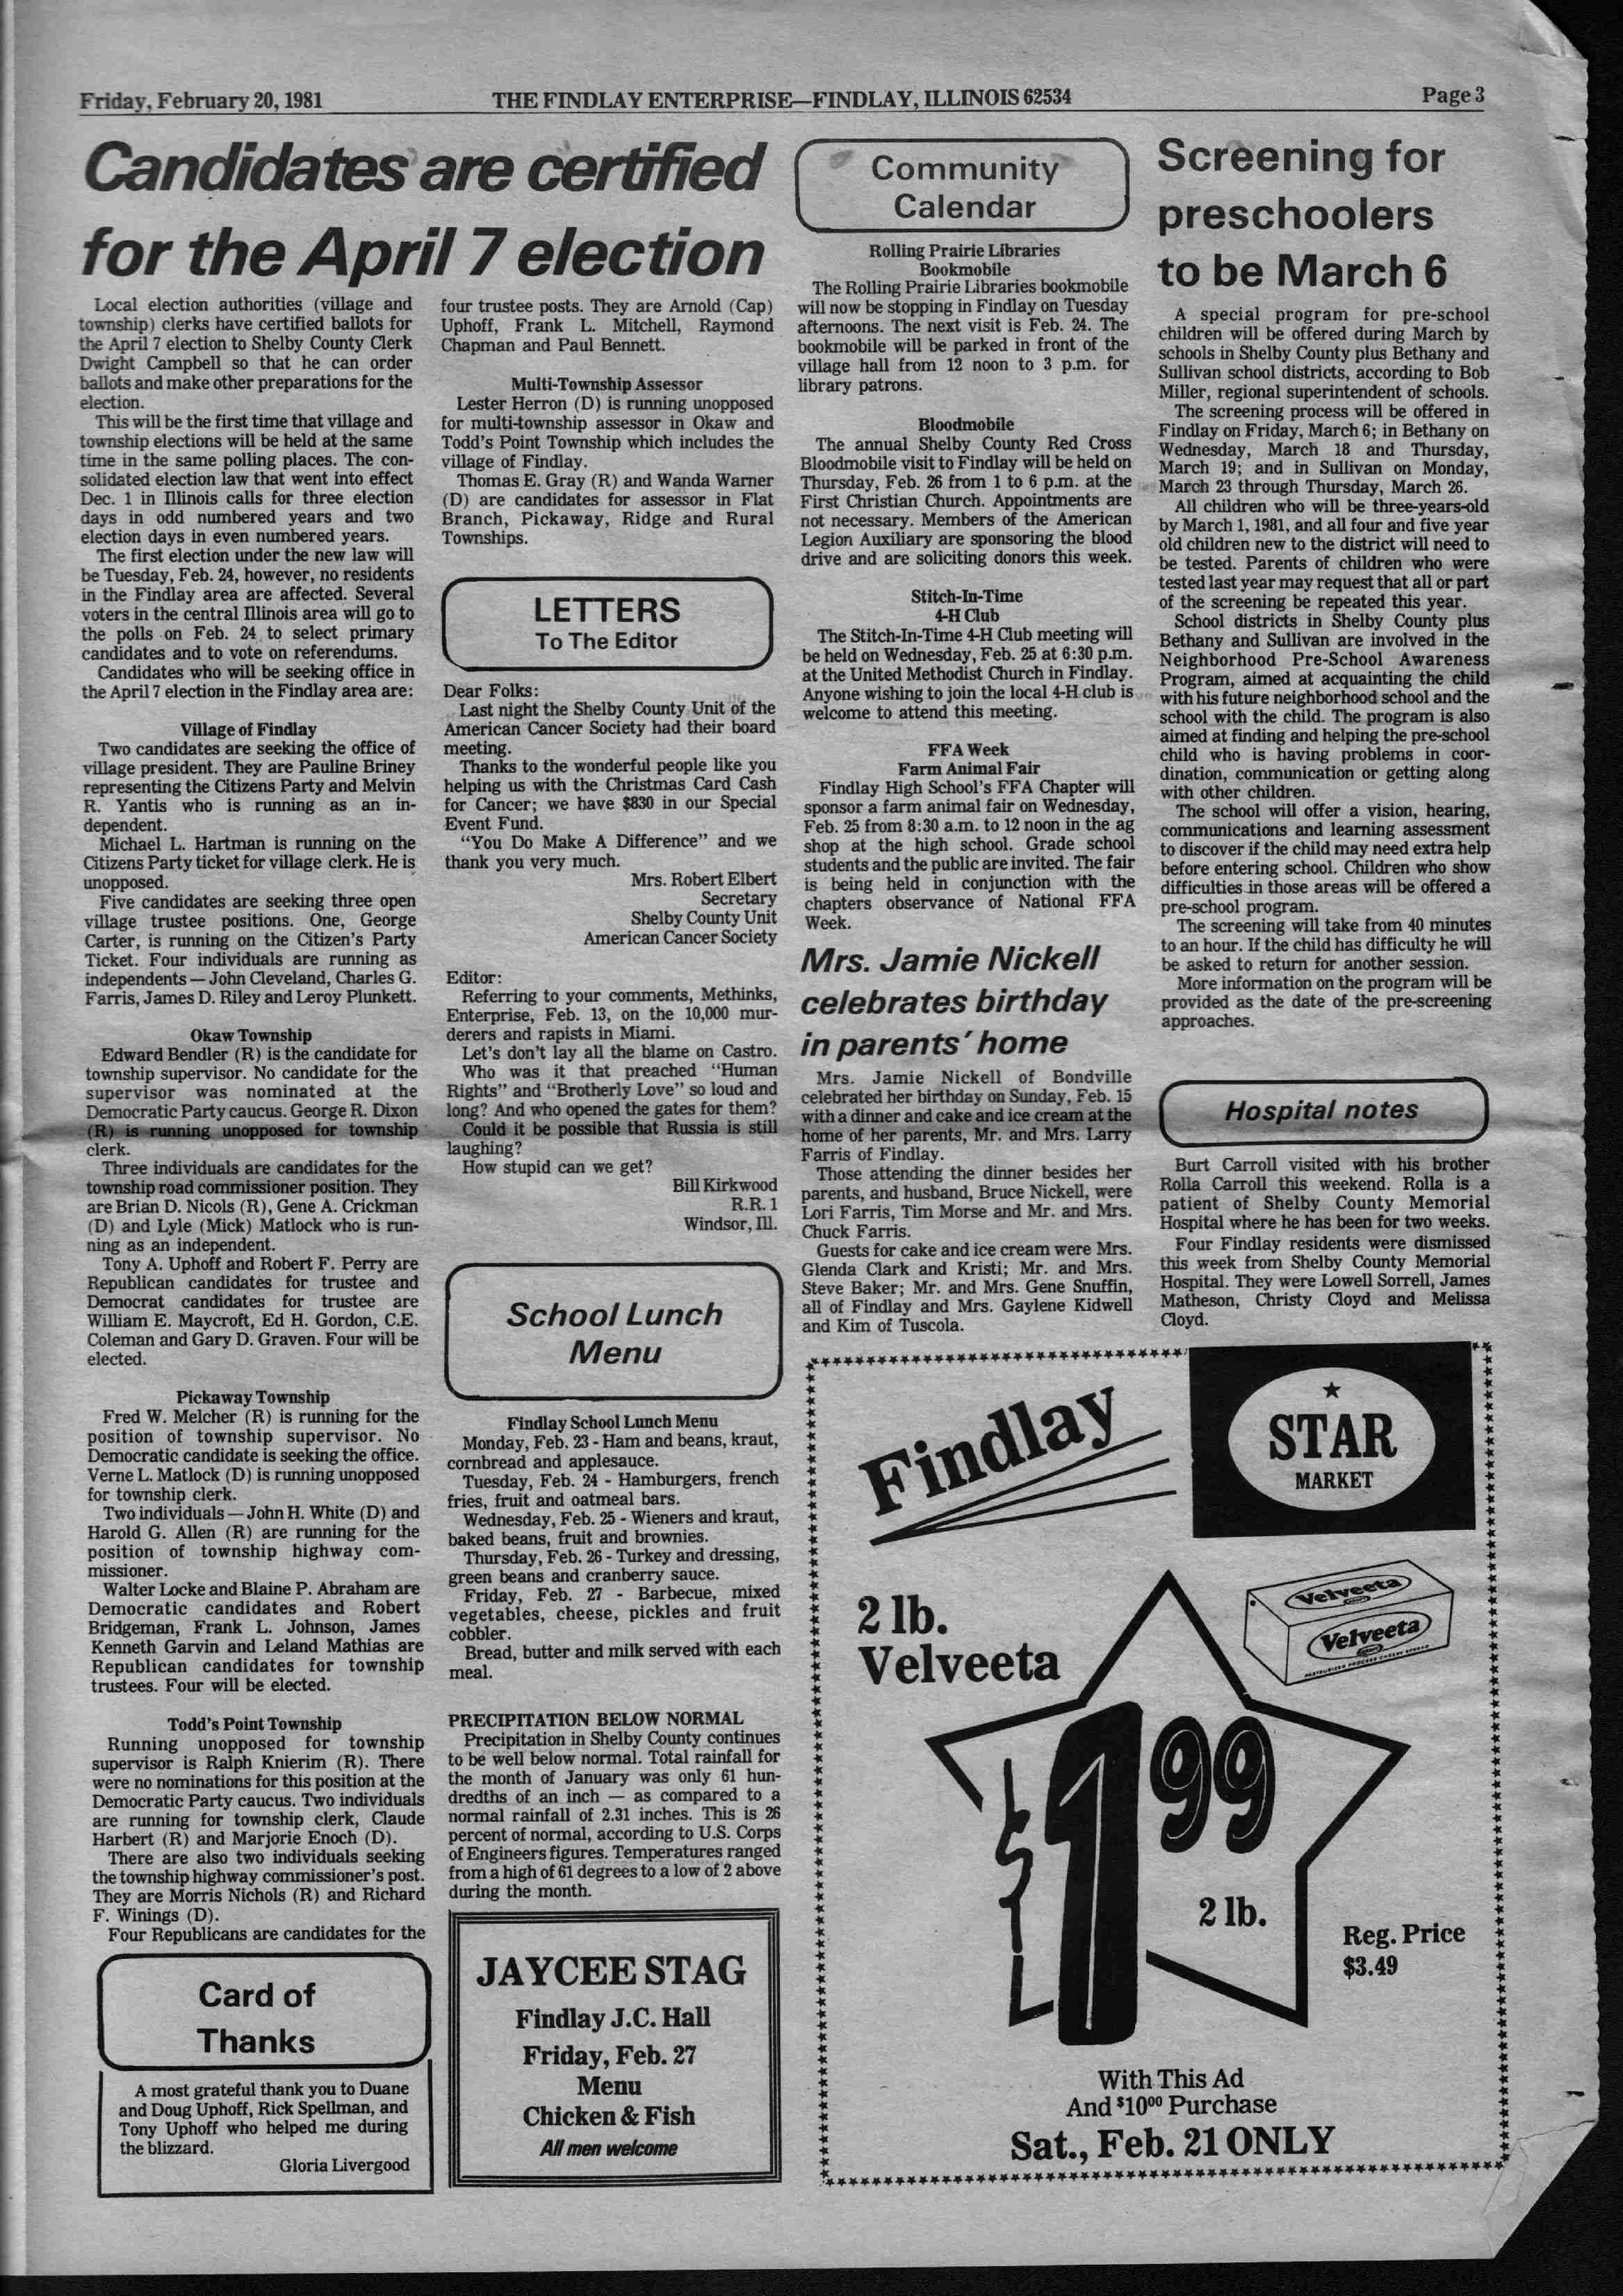 Friday, February 20, 1981
THE FINDLAY ENTERPRISE—FINDLAY, ILLINOIS 62534
Page 3
Candidates are certified
for the April 7 election
Local election authorities (village and
township) clerks have certified ballots for
the April 7 election to Shelby County Clerk
Dwight Campbell so that he can order
ballots and make other preparations for the
election.
This will be the first time that village and
township elections will be held at the same
time in the same polling places. The con-
solidated election law that went into effect
Dec. 1 in Illinois calls for three election
days in odd numbered years and two
election days in even numbered years.
The first election under the new law will
be Tuesday, Feb. 24, however, no residents
in the Findlay area are affected. Several
voters in the central Illinois area will go to
the polls on Feb. 24 to select primary
candidates and to vote on referendums.
Candidates who will be seeking office in
the April 7 election in the Findlay area are:
Village of Findlay
Two candidates are seeking the office of
village president. They are Pauline Briney
representing the Citizens Party and Melvin
R. Yantis who is running as an in-
dependent.
Michael L. Hartman is running on the
Citizens Party ticket for village clerk. He is
unopposed.
Five candidates are seeking three open
village trustee positions. One, George
Carter, is running on the Citizen's Party
Ticket. Four individuals are running as
independents — John Cleveland, Charles G.
Farris, James D. Riley and Leroy Plunkett.
Okaw Township
Edward Bendler (R) is the candidate for
township supervisor. No candidate for the
supervisor was nominated at the
Democratic Party caucus. George R. Dixon
(R) is running unopposed for township
clerk.
Three individuals are candidates for the
township road commissioner position. They
are Brian D. Nicols (R), Gene A. Crickman
(D) and Lyle (Mick) Matlock who is run-
ning as an independent.
Tony A. Uphoff and Robert F. Perry are
Republican candidates for trustee and
Democrat candidates for trustee are
William E. Maycroft, Ed H. Gordon, C.E.
Coleman and Gary D. Graven. Four will be
elected.
Pickaway Township
Fred W. Melcher (R) is running for the
position of township supervisor. No
Democratic candidate is seeking the office.
Verne L. Matlock (D) is running unopposed
for township clerk.
Two individuals — John H. White (D) and
Harold G. Allen (R) are running for the
position of township highway com-
missioner.
Walter Locke and Blaine P. Abraham are
Democratic candidates and Robert
Bridgeman, Frank L. Johnson, James
Kenneth Garvin and Leland Mathias are
Republican candidates for township
trustees. Four will be elected.
Todd's Point Township
Running unopposed for township
supervisor is Ralph Knierim (R). There
were no nominations for this position at the
Democratic Party caucus. Two individuals
are running for township clerk, Claude
Harbert (R) and Marjorie Enoch (D).
There are also two individuals seeking
the township highway commissioner's post.
They are Morris Nichols (R) and Richard
F. Winings (D).
Four Republicans are candidates for the
four trustee posts. They are Arnold (Cap)
Uphoff, Frank L. Mitchell, Raymond
Chapman and Paul Bennett.
Multi-Township Assessor
Lester Herron (D) is running unopposed
for multi-township assessor in Okaw and
Todd's Point Township which includes the
village of Findlay.
Thomas E. Gray (R) and Wanda Warner
(D) are candidates for assessor in Flat
Branch, Pickaway, Ridge and Rural
Townships.
Card of
Thanks
A most grateful thank you to Duane
and Doug Uphoff, Rick Spellman, and
Tony Uphoff who helped me during
the blizzard.
Gloria Livergood
LETTERS
To The Editor
Dear Folks:
Last night the Shelby County Unit of the
American Cancer Society had their board
meeting.
Thanks to the wonderful people like you
helping us with the Christmas Card Cash
for Cancer; we have $830 in our Special
Event Fund.
"You Do Make A Difference" and we
thank you very much.
Mrs. Robert Elbert
Secretary
Shelby County Unit
American Cancer Society
Editor:
Referring to your comments, Methinks,
Enterprise, Feb. 13, on the 10,000 mur-
derers and rapists in Miami.
Let's don't lay all the blame on Castro.
Who was it that preached "Human
Rights" and "Brotherly Love" so loud and
long? And who opened the gates for them?
Could it be possible that Russia is still
laughing?
How stupid can we get?
Bill Kirkwood
R.R. 1
Windsor, Ill.
School Lunch
Menu
Findlay School Lunch Menu
Monday, Feb. 23 - Ham and beans, kraut,
cornbread and applesauce.
Tuesday, Feb. 24 - Hamburgers, french
fries, fruit and oatmeal bars.
Wednesday, Feb. 25 - Wieners and kraut,
baked beans, fruit and brownies.
Thursday, Feb. 26 - Turkey and dressing,
green beans and cranberry sauce.
Friday, Feb. 27 - Barbecue, mixed
vegetables, cheese, pickles and fruit
cobbler.
Bread, butter and milk served with each
meal.
PRECIPITATION BELOW NORMAL
Precipitation in Shelby County continues
to be well below normal. Total rainfall for
the month of January was only 61 hun-
dredths of an inch — as compared to a
normal rainfall of 2.31 inches. This is 26
percent of normal, according to U.S. Corps
of Engineers figures. Temperatures ranged
from a high of 61 degrees to a low of 2 above
during the month.
JAYCEE STAG
Findlay J.C. Hall
Friday, Feb. 27
Menu
Chicken & Fish
All men welcome
Community
Calendar
Rolling Prairie Libraries
Bookmobile
The Rolling Prairie Libraries bookmobile
will now be stopping in Findlay on Tuesday
afternoons. The next visit is Feb. 24. The
bookmobile will be parked in front of the
village hall from 12 noon to 3 p.m. for
library patrons.
Bloodmobile
The annual Shelby County Red Cross
Bloodmobile visit to Findlay will be held on
Thursday, Feb. 26 from 1 to 6 p.m. at the
First Christian Church. Appointments are
not necessary. Members of the American
Legion Auxiliary are sponsoring the blood
drive and are soliciting donors this week.
Stitch-In-Time
4-H Club
The Stitch-In-Time 4-H Club meeting will
be held on Wednesday, Feb. 25 at 6:30 p.m.
at the United Methodist Church in Findlay.
Anyone wishing to join the local 4-H club is
welcome to attend this meeting.
FFA Week
Farm Animal Fair
Findlay High School's FFA Chapter will
sponsor a farm animal fair on Wednesday,
Feb. 25 from 8:30 a.m. to 12 noon in the ag
shop at the high school. Grade school
students and the public are invited. The fair
is being held in conjunction with the
chapters observance of National FFA
Week.
Mrs. Jamie Nickell
celebrates birthday
in parents' home
Mrs. Jamie Nickell of Bondville
celebrated her birthday on Sunday, Feb. 15
with a dinner and cake and ice cream at the
home of her parents, Mr. and Mrs. Larry
Farris of Findlay.
Those attending the dinner besides her
parents, and husband, Bruce Nickell, were
Lori Farris, Tim Morse and Mr. and Mrs.
Chuck Farris.
Guests for cake and ice cream were Mrs.
Glenda Clark and Kristi; Mr. and Mrs.
Steve Baker; Mr. and Mrs. Gene Snuffin,
all of Findlay and Mrs. Gaylene Kidwell
and Kim of Tuscola.
Screening for
preschoolers
to be March 6
A special program for pre-school
children will be offered during March by
schools in Shelby County plus Bethany and
Sullivan school districts, according to Bob
Miller, regional superintendent of schools.
The screening process will be offered in
Findlay on Friday, March 6; in Bethany on
Wednesday, March 18 and Thursday,
March 19; and in Sullivan on Monday,
March 23 through Thursday, March 26.
All children who will be three-years-old
by March 1, 1981, and all four and five year
old children new to the district will need to
be tested. Parents of children who were
tested last year may request that all or part
of the screening be repeated this year.
School districts in Shelby County plus
Bethany and Sullivan are involved in the
Neighborhood Pre-School Awareness
Program, aimed at acquainting the child
with his future neighborhood school and the
school with the child. The program is also
aimed at finding and helping the pre-school
child who is having problems in coor-
dination, communication or getting along
with other children.
The school will offer a vision, hearing,
communications and learning assessment
to discover if the child may need extra help
before entering school. Children who show
difficulties in those areas will be offered a
pre-school program.
The screening will take from 40 minutes
to an hour. If the child has difficulty he will
be asked to return for another session.
More information on the program will be
provided as the date of the pre-screening
approaches.
Hospital notes
Burt Carroll visited with his brother
Rolla Carroll this weekend. Rolla is a
patient of Shelby County Memorial
Hospital where he has been for two weeks.
Four Findlay residents were dismissed
this week from Shelby County Memorial
Hospital. They were Lowell Sorrell, James
Matheson, Christy Cloyd and Melissa
Cloyd.
Findlay
STAR
MARKET
2 lb.
Velveeta
Velveeta
Velveeta
PASTEURIZED PROCESS CHEESE SPREAD
$1 99
2 lb.
Reg. Price
$3.49
With This Ad
And $10⁰⁰ Purchase
Sat., Feb. 21 ONLY